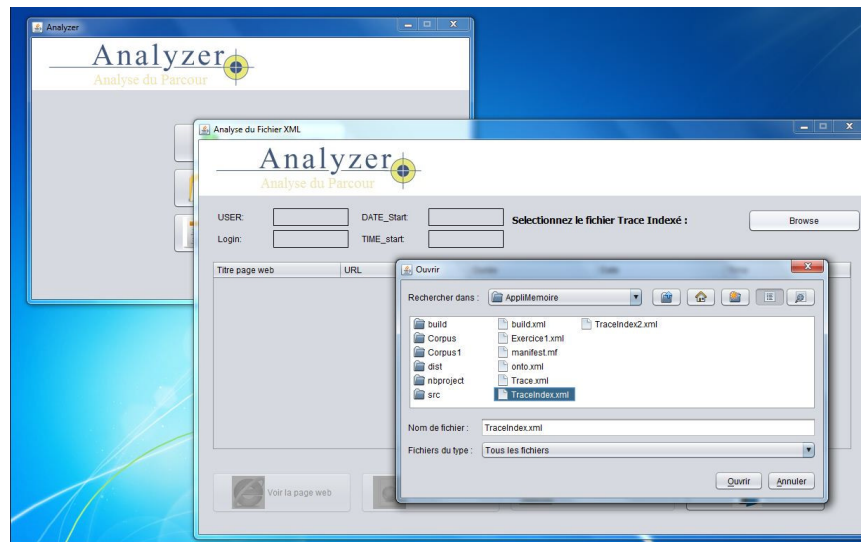 Analyzer
Analyzer
Analyse du Parcour
Analyse du Fichier XML
Analyzer
Analyse du Parcour
USER:
DATE_Start:
Selectionnez le fichier Trace Indexé :
Browse
Login:
TIME_start:
Titre page web
URL
Ouvrir
Rechercher dans :
AppliMemoire
build
build.xml
TraceIndex2.xml
Corpus
Exercice1.xml
Corpus1
manifest.mf
dist
onto.xml
nbproject
Trace.xml
src
TraceIndex.xml
Nom de fichier :
TraceIndex.xml
Fichiers du type :
Tous les fichiers
Ouvrir
Annuler
Voir la page web